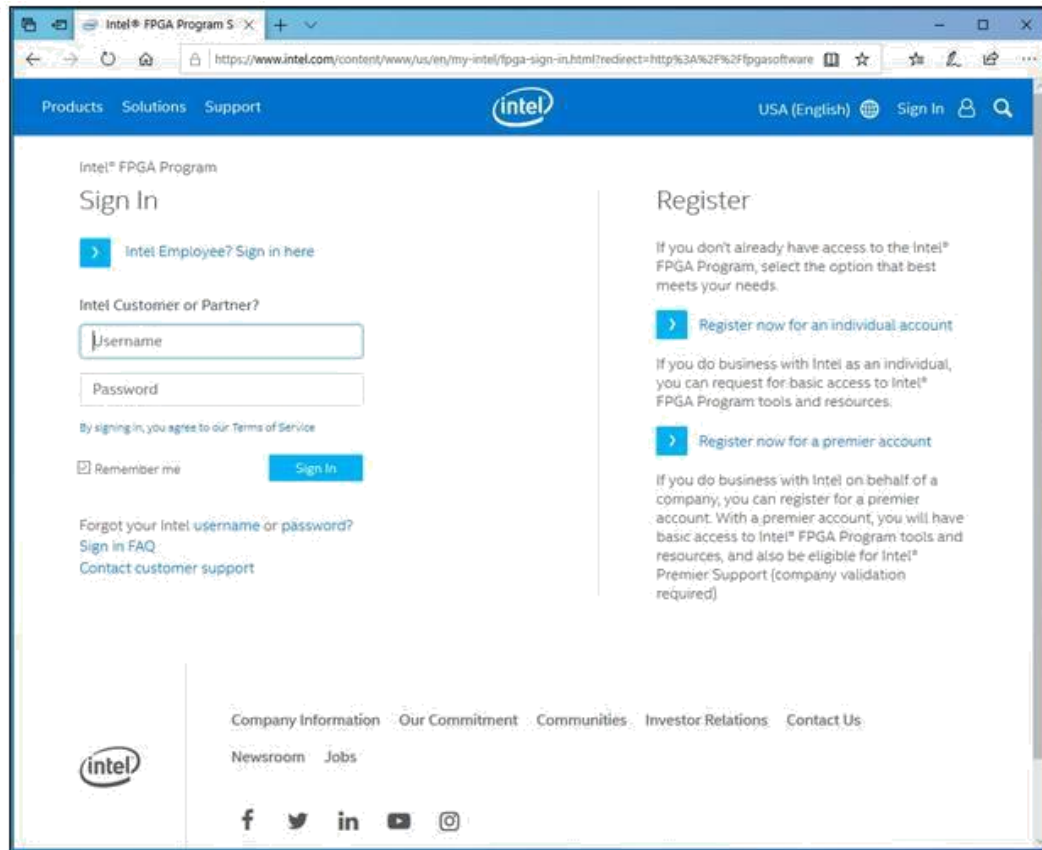 Intel® FPGA Program S
https://www.intel.com/content/www/us/en/my-intel/fpga-sign-in.html?redirect=http%3A%2F%2Ffpgasoftware
Products Solutions Support
intel
USA (English) Sign In
Intel® FPGA Program
Sign In
Intel Employee? Sign in here
Intel Customer or Partner?
Username
Password
By signing in, you agree to our Terms of Service
Remember me
Sign In
Forgot your Intel username or password?
Sign in FAQ
Contact customer support
Register
If you don't already have access to the Intel®
FPGA Program, select the option that best
meets your needs.
Register now for an individual account
If you do business with Intel as an individual,
you can request for basic access to Intel®
FPGA Program tools and resources.
Register now for a premier account
If you do business with Intel on behalf of a
company, you can register for a premier
account. With a premier account, you will have
basic access to Intel® FPGA Program tools and
resources, and also be eligible for Intel®
Premier Support (company validation
required)
Company Information Our Commitment Communities Investor Relations Contact Us
Newsroom Jobs
intel